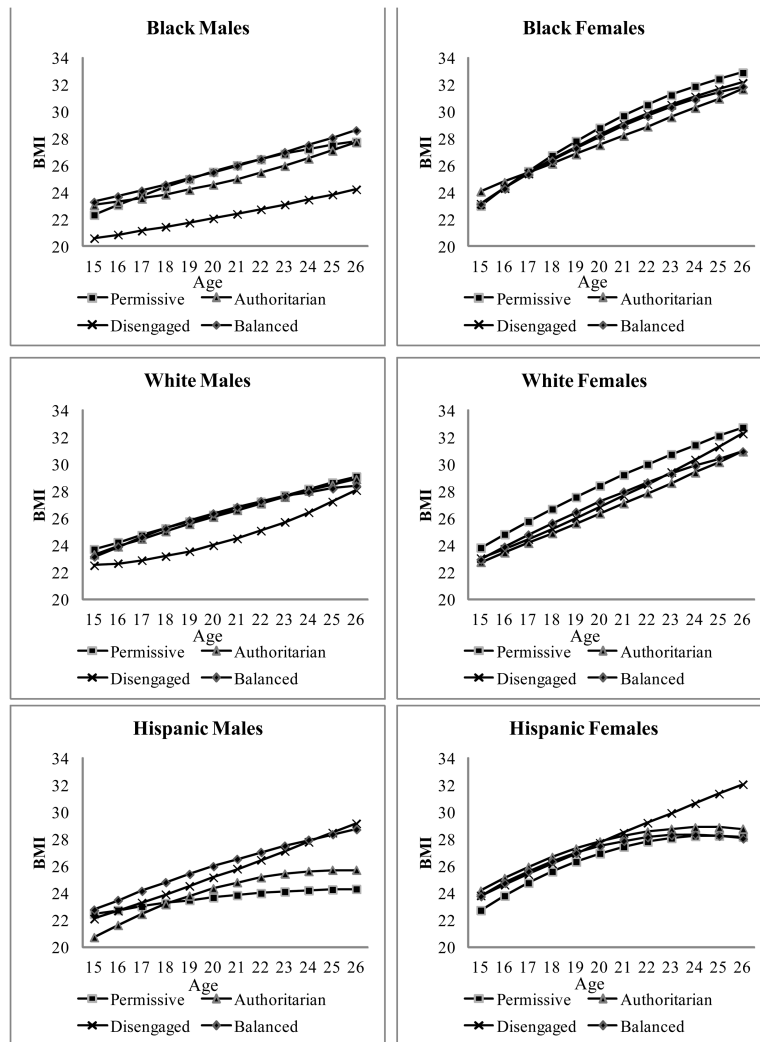 Black Males
34
32
30
28
26
24
22
20
BMI
15 16 17 18 19 20 21 22 23 24 25 26
Age
Permissive Authoritarian
Disengaged Balanced
Black Females
34
32
30
28
26
24
22
20
BMI
15 16 17 18 19 20 21 22 23 24 25 26
Age
Permissive Authoritarian
Disengaged Balanced
White Males
34
32
30
28
26
24
22
20
BMI
15 16 17 18 19 20 21 22 23 24 25 26
Age
Permissive Authoritarian
Disengaged Balanced
White Females
34
32
30
28
26
24
22
20
BMI
15 16 17 18 19 20 21 22 23 24 25 26
Age
Permissive Authoritarian
Disengaged Balanced
Hispanic Males
34
32
30
28
26
24
22
20
BMI
15 16 17 18 19 20 21 22 23 24 25 26
Age
Permissive Authoritarian
Disengaged Balanced
Hispanic Females
34
32
30
28
26
24
22
20
BMI
15 16 17 18 19 20 21 22 23 24 25 26
Age
Permissive Authoritarian
Disengaged Balanced